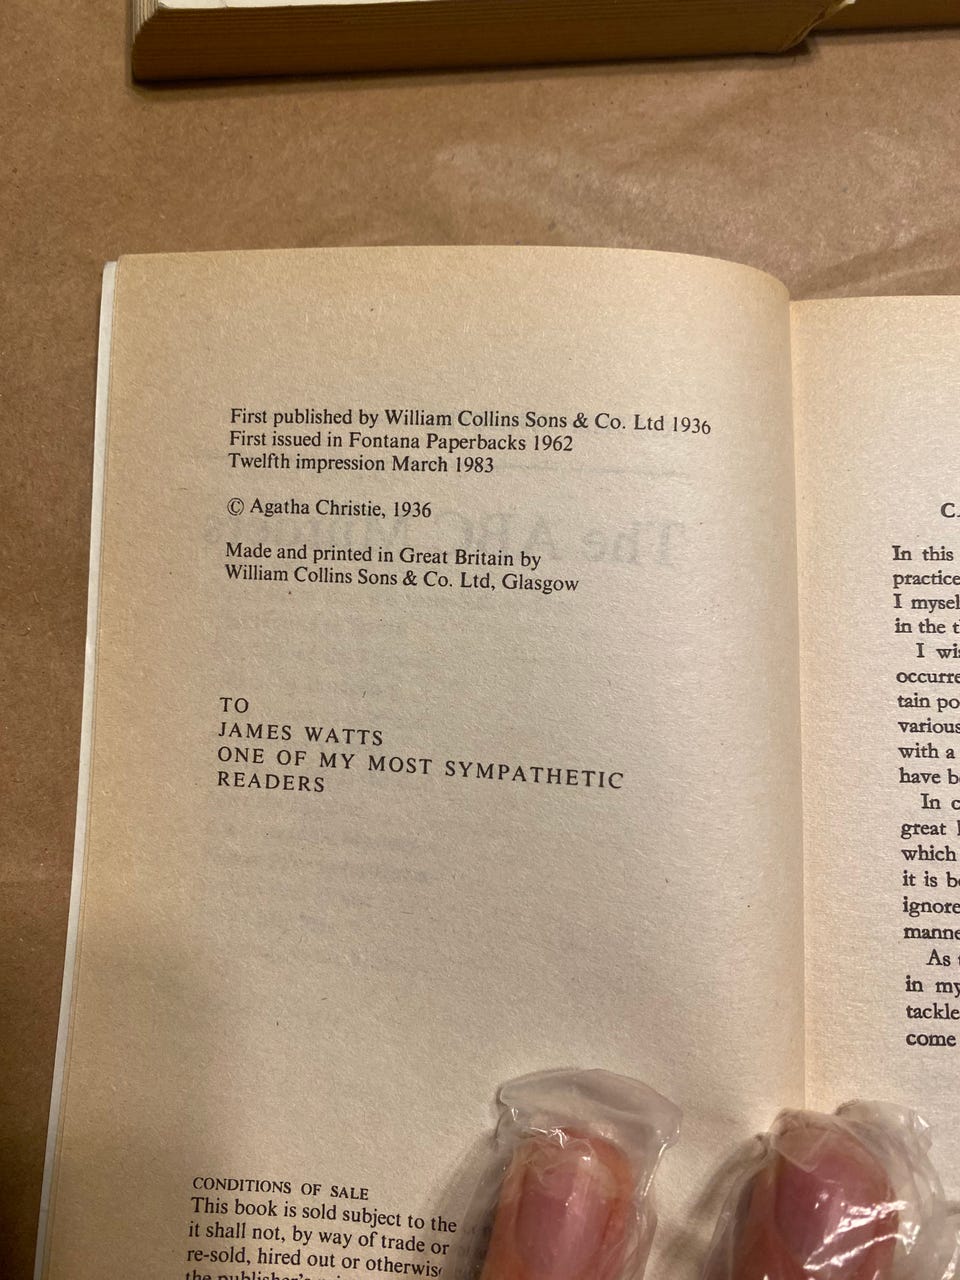 First published by William Collins Sons & Co. Ltd 1936
First issued in Fontana Paperbacks 1962
Twelfth impression March 1983
© Agatha Christie, 1936
Made and printed in Great Britain by
William Collins Sons & Co. Ltd, Glasgow
TO
JAMES WATTS
ONE OF MY MOST SYMPATHETIC
READERS
CONDITIONS OF SALE
This book is sold subject to the
it shall not, by way of trade or
re-sold, hired out or otherwis
the publisher's
In this
practice
I mysel
in the t
I wi
occurre
tain po
various
with a
have b
In c
great
which
it is b
ignore
manne
As
in my
tackle
come